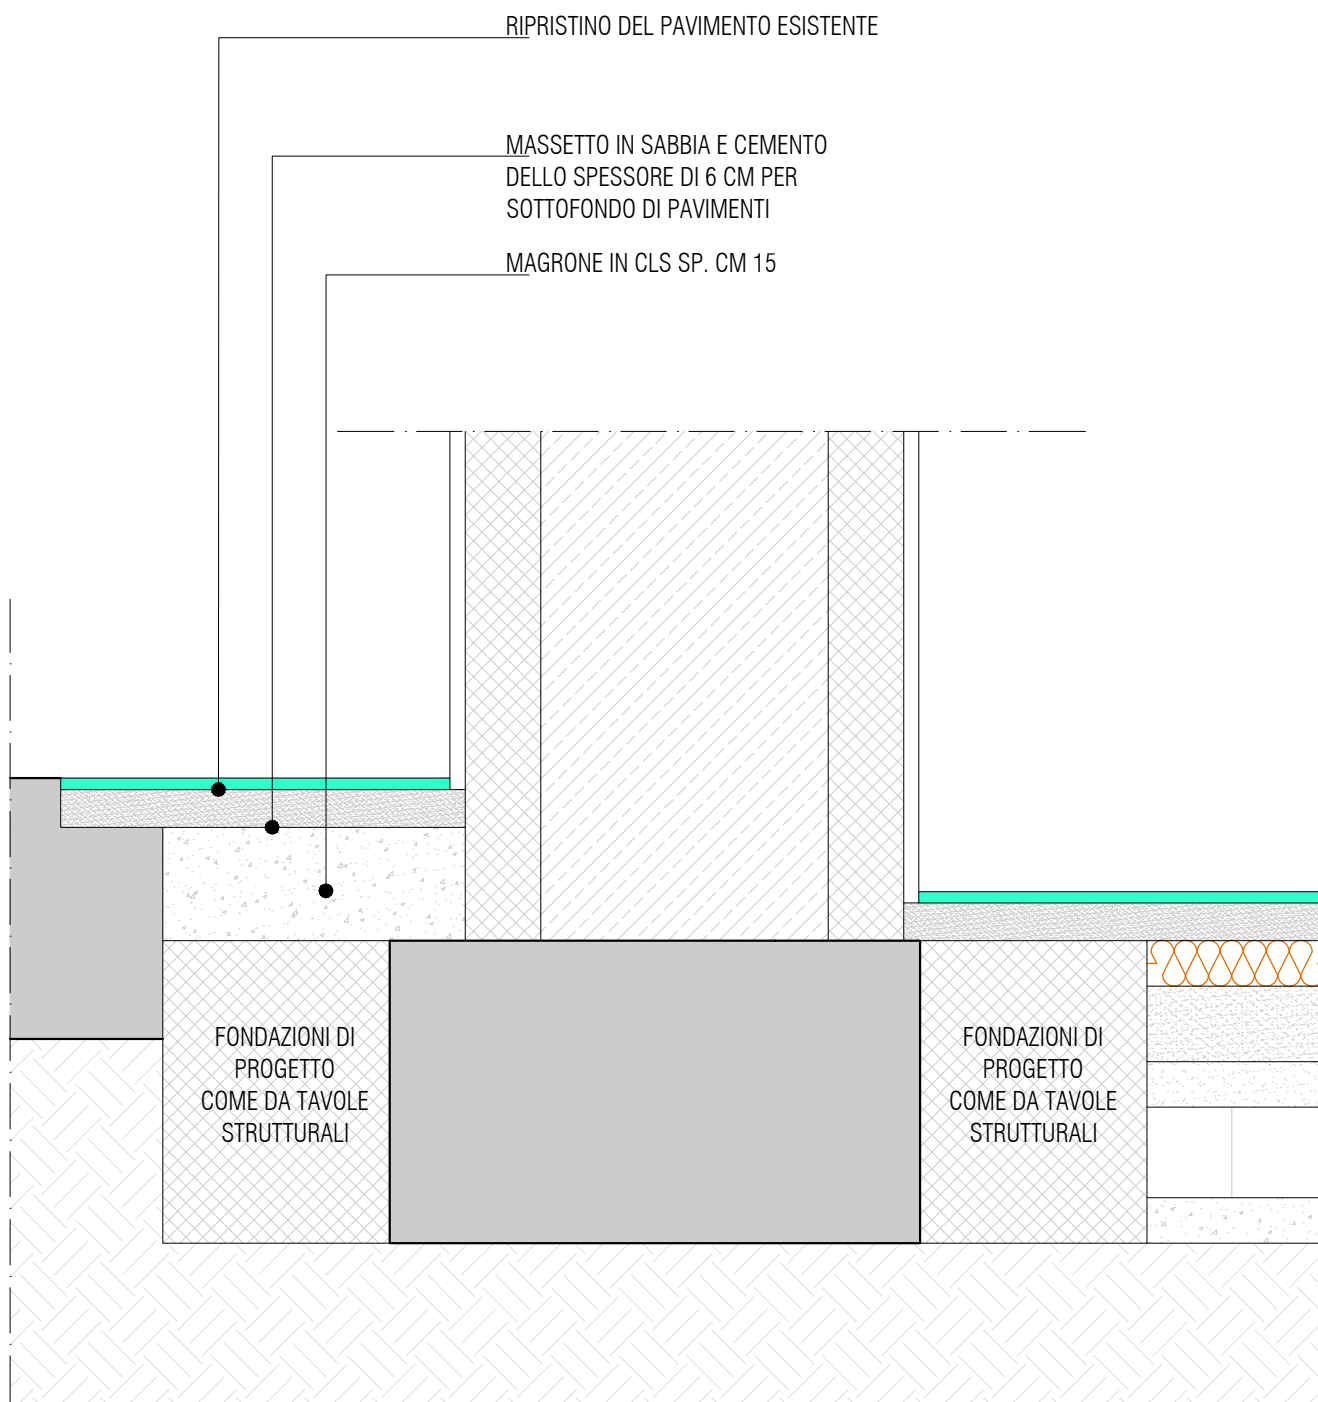 RIPRISTINO DEL PAVIMENTO ESISTENTE
MASSETTO IN SABBIA E CEMENTO
DELLO SPESSORE DI 6 CM PER
SOTTOFONDO DI PAVIMENTI
MAGRONE IN CLS SP. CM 15
FONDAZIONI DI
PROGETTO
COME DA TAVOLE
STRUTTURALI
FONDAZIONI DI
PROGETTO
COME DA TAVOLE
STRUTTURALI